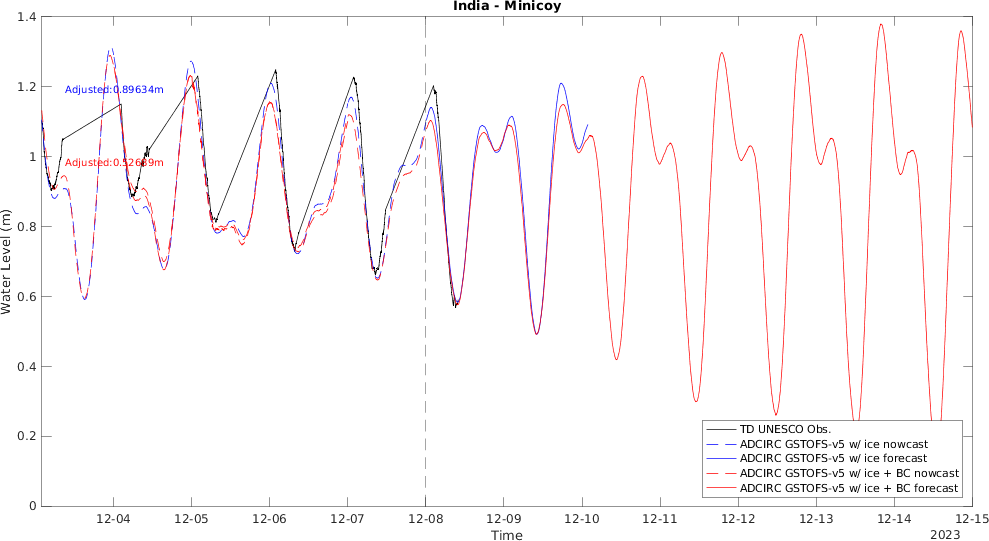 India - Minicoy
1.4
1.2
1
0.8
0.6
0.4
0.2
0
Water Level (m)
Adjusted:0.89634m
Adjusted:0.52639m
TD UNESCO Obs.
ADCIRC GSTOFS-v5 w/ ice nowcast
ADCIRC GSTOFS-v5 w/ ice forecast
ADCIRC GSTOFS-v5 w/ ice + BC nowcast
ADCIRC GSTOFS-v5 w/ ice + BC forecast
12-04 12-05 12-06 12-07 12-08 12-09 12-10 12-11 12-12 12-13 12-14 12-15
Time
2023